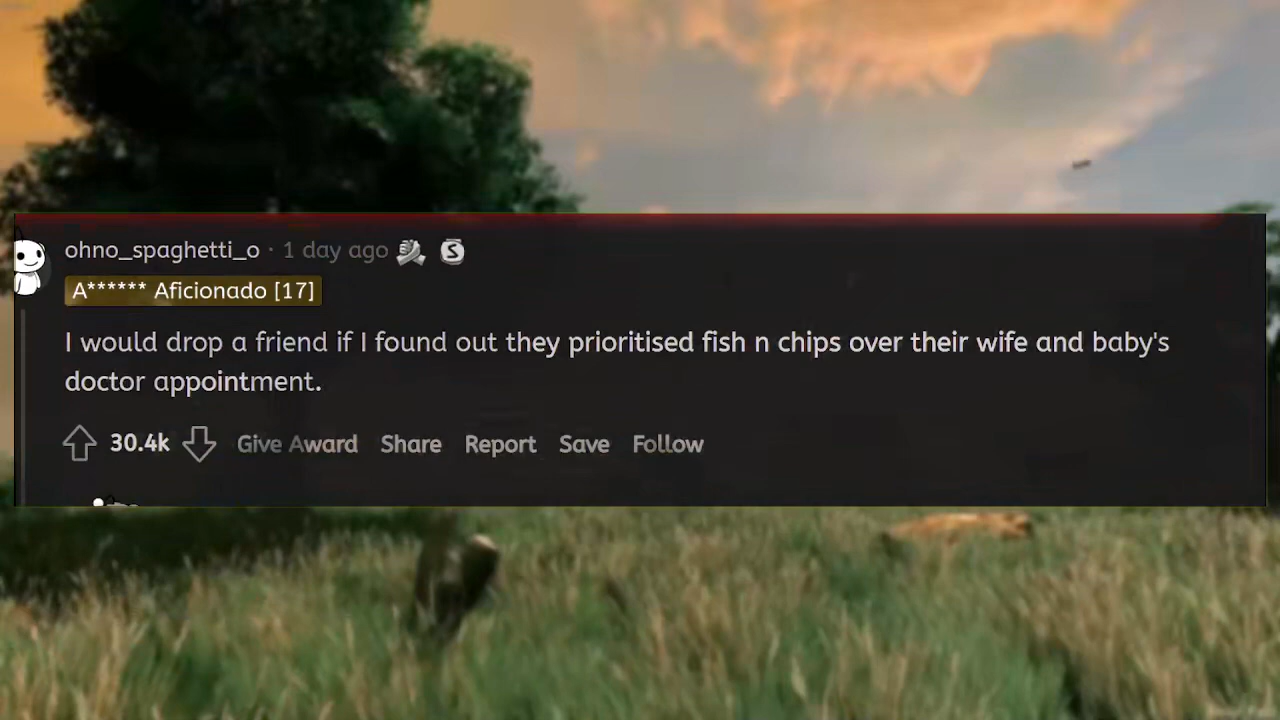 ohno_spaghetti_o · 1 day ago
A****** Aficionado [17]
I would drop a friend if I found out they prioritised fish n chips over their wife and baby's
doctor appointment.
30.4k Give Award Share Report Save Follow